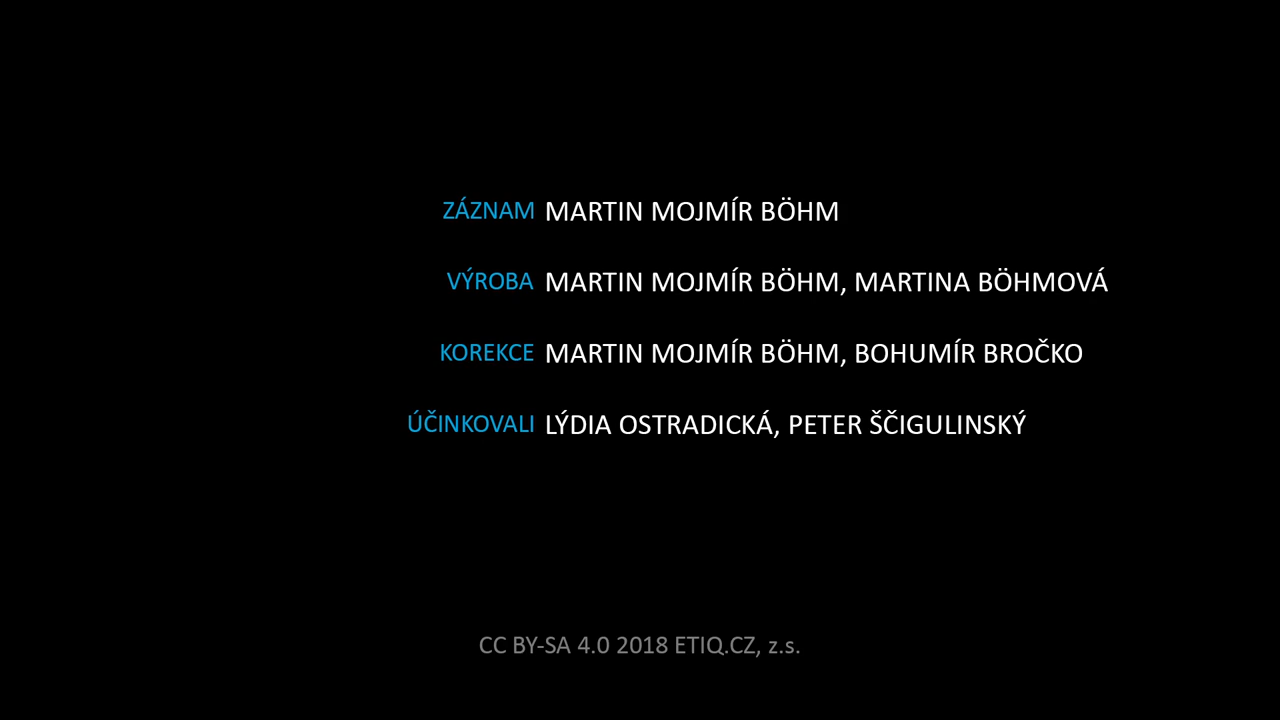 ZÁZNAM MARTIN MOJMÍR BÖHM
VÝROBA MARTIN MOJMÍR BÖHM, MARTINA BÖHMOVÁ
KOREKCE MARTIN MOJMÍR BÖHM, BOHUMÍR BROČKO
ÚČINKOVALI LÝDIA OSTRADICKÁ, PETER ŠČIGULINSKÝ
CC BY-SA 4.0 2018 ETIQ.CZ, z.s.